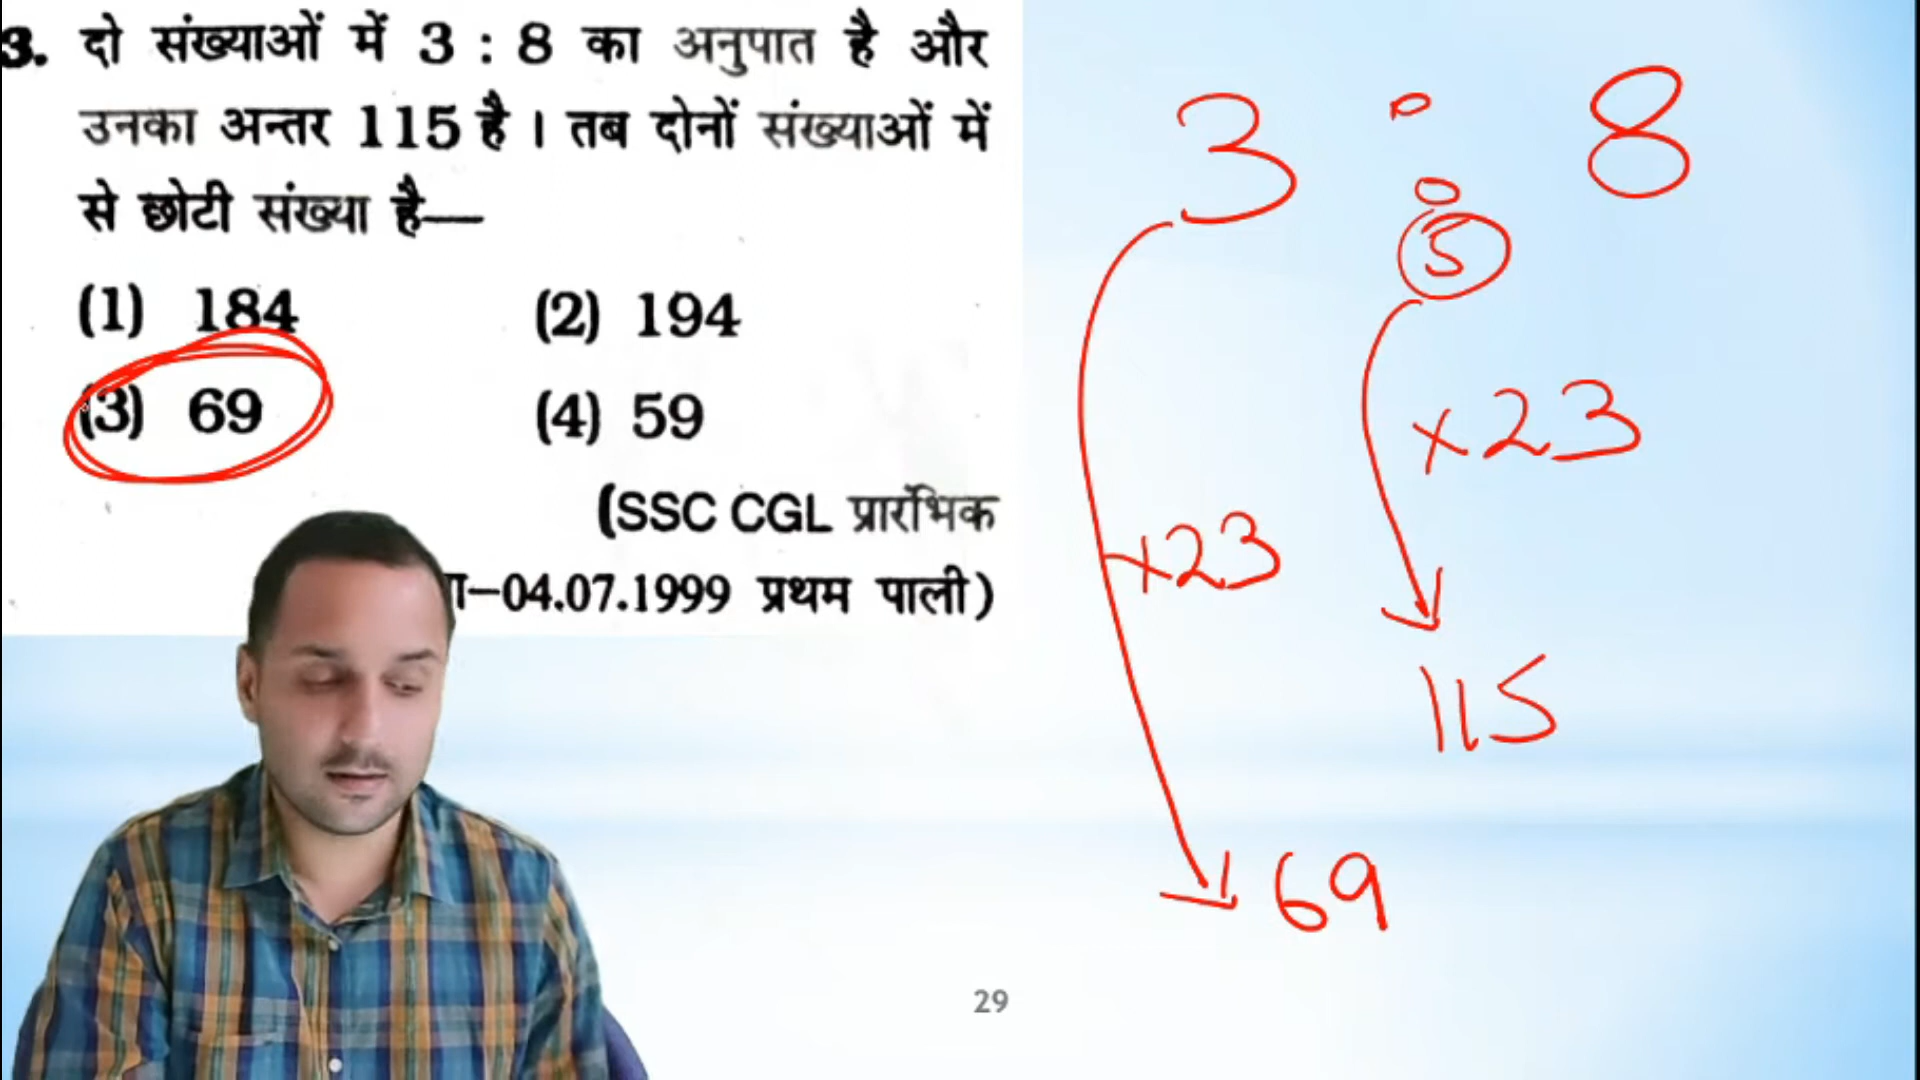 3. दो संख्याओं में 3 : 8 का अनुपात है और
उनका अन्तर 115 है । तब दोनों संख्याओं में
से छोटी संख्या है—
(1) 184 (2) 194
(3) 69 (4) 59
(SSC CGL प्रारंभिक
–04.07.1999 प्रथम पाली)
3 : 8
5
×23
×23
115
69
29